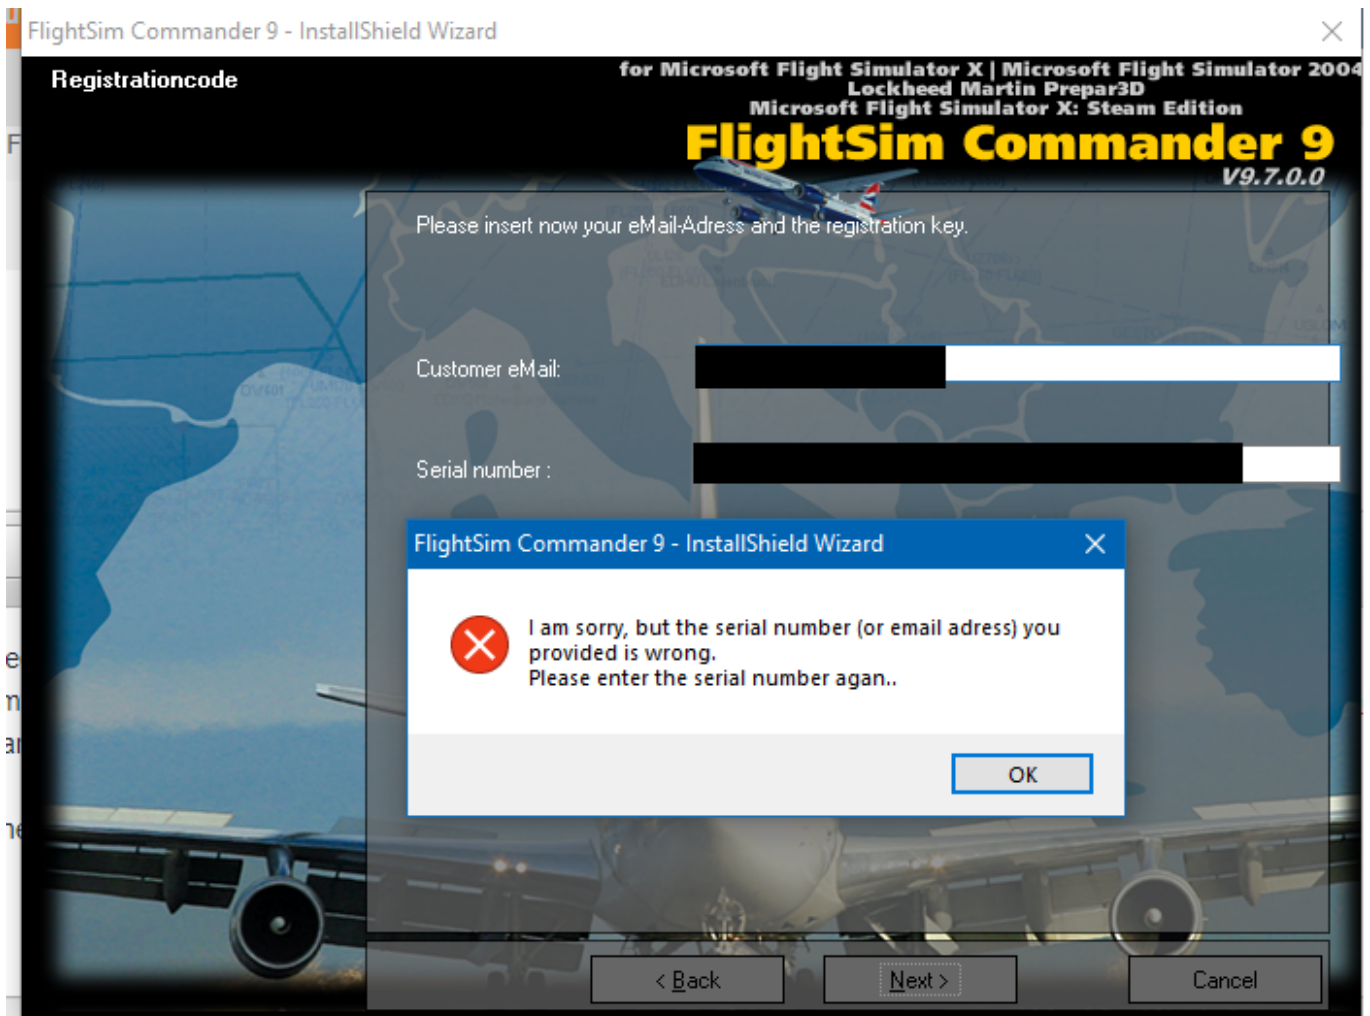 FlightSim Commander 9 - InstallShield Wizard
Registrationcode
for Microsoft Flight Simulator X | Microsoft Flight Simulator 2004
Lockheed Martin Prepar3D
Microsoft Flight Simulator X: Steam Edition
FlightSim Commander 9
V9.7.0.0
Please insert now your eMail-Adress and the registration key.
Customer eMail:
Serial number :
FlightSim Commander 9 - InstallShield Wizard
I am sorry, but the serial number (or email adress) you
provided is wrong.
Please enter the serial number agan..
OK
< Back
Next >
Cancel